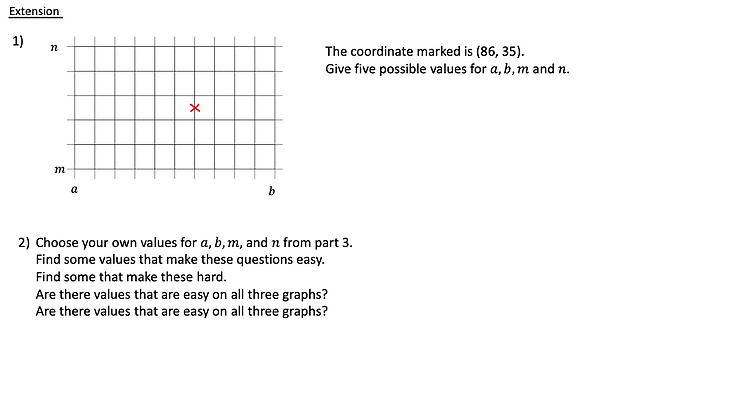 Extension
1)
n
The coordinate marked is (86, 35).
Give five possible values for a, b, m and n.
m
a
b
2) Choose your own values for a, b, m, and n from part 3.
Find some values that make these questions easy.
Find some that make these hard.
Are there values that are easy on all three graphs?
Are there values that are easy on all three graphs?